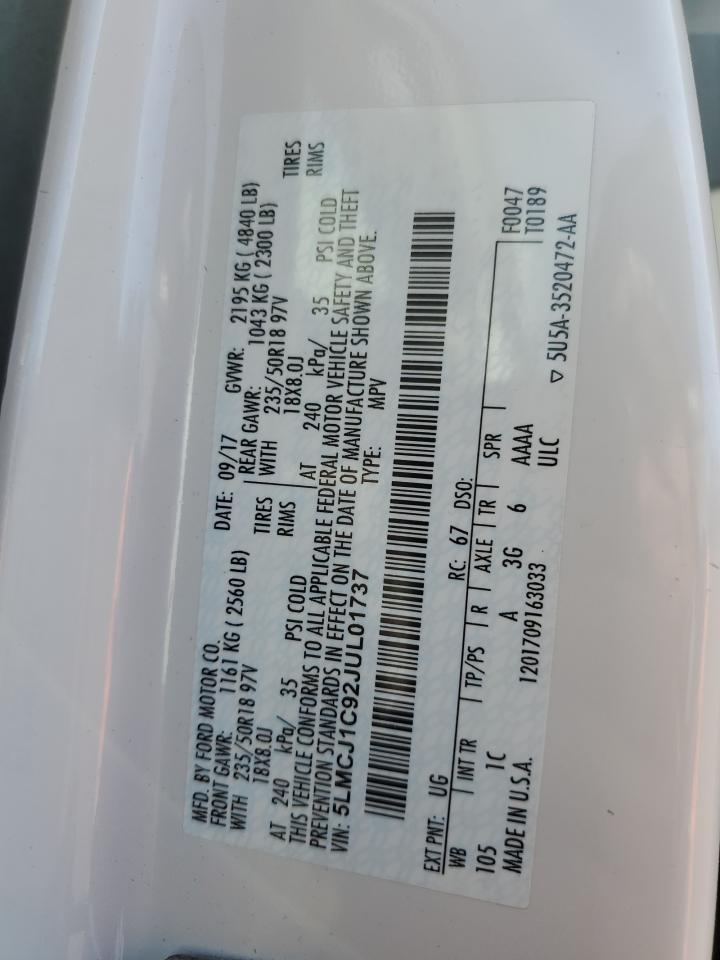 MFD. BY FORD MOTOR CO.
DATE: 09/17 GVWR: 2195 KG ( 4840 LB)
FRONT GAWR: 1161 KG ( 2560 LB) REAR GAWR: 1043 KG ( 2300 LB)
WITH 235/50R18 97V TIRES WITH 235/50R18 97V TIRES
18X8.0J RIMS 18X8.0J RIMS
AT 240 kPa/ 35 PSI COLD AT 240 kPa/ 35 PSI COLD
THIS VEHICLE CONFORMS TO ALL APPLICABLE FEDERAL MOTOR VEHICLE SAFETY AND THEFT
PREVENTION STANDARDS IN EFFECT ON THE DATE OF MANUFACTURE SHOWN ABOVE.
VIN: 5LMCJ1C92JUL01737 TYPE: MPV
EXT PNT: UG RC: 67 DSO:
WB INT TR TP/PS R AXLE TR SPR F0047
T0189
105 1C A 3G 6 AAAA
ULC
MADE IN U.S.A. 1201709163033 ▽ 5U5A-3520472-AA